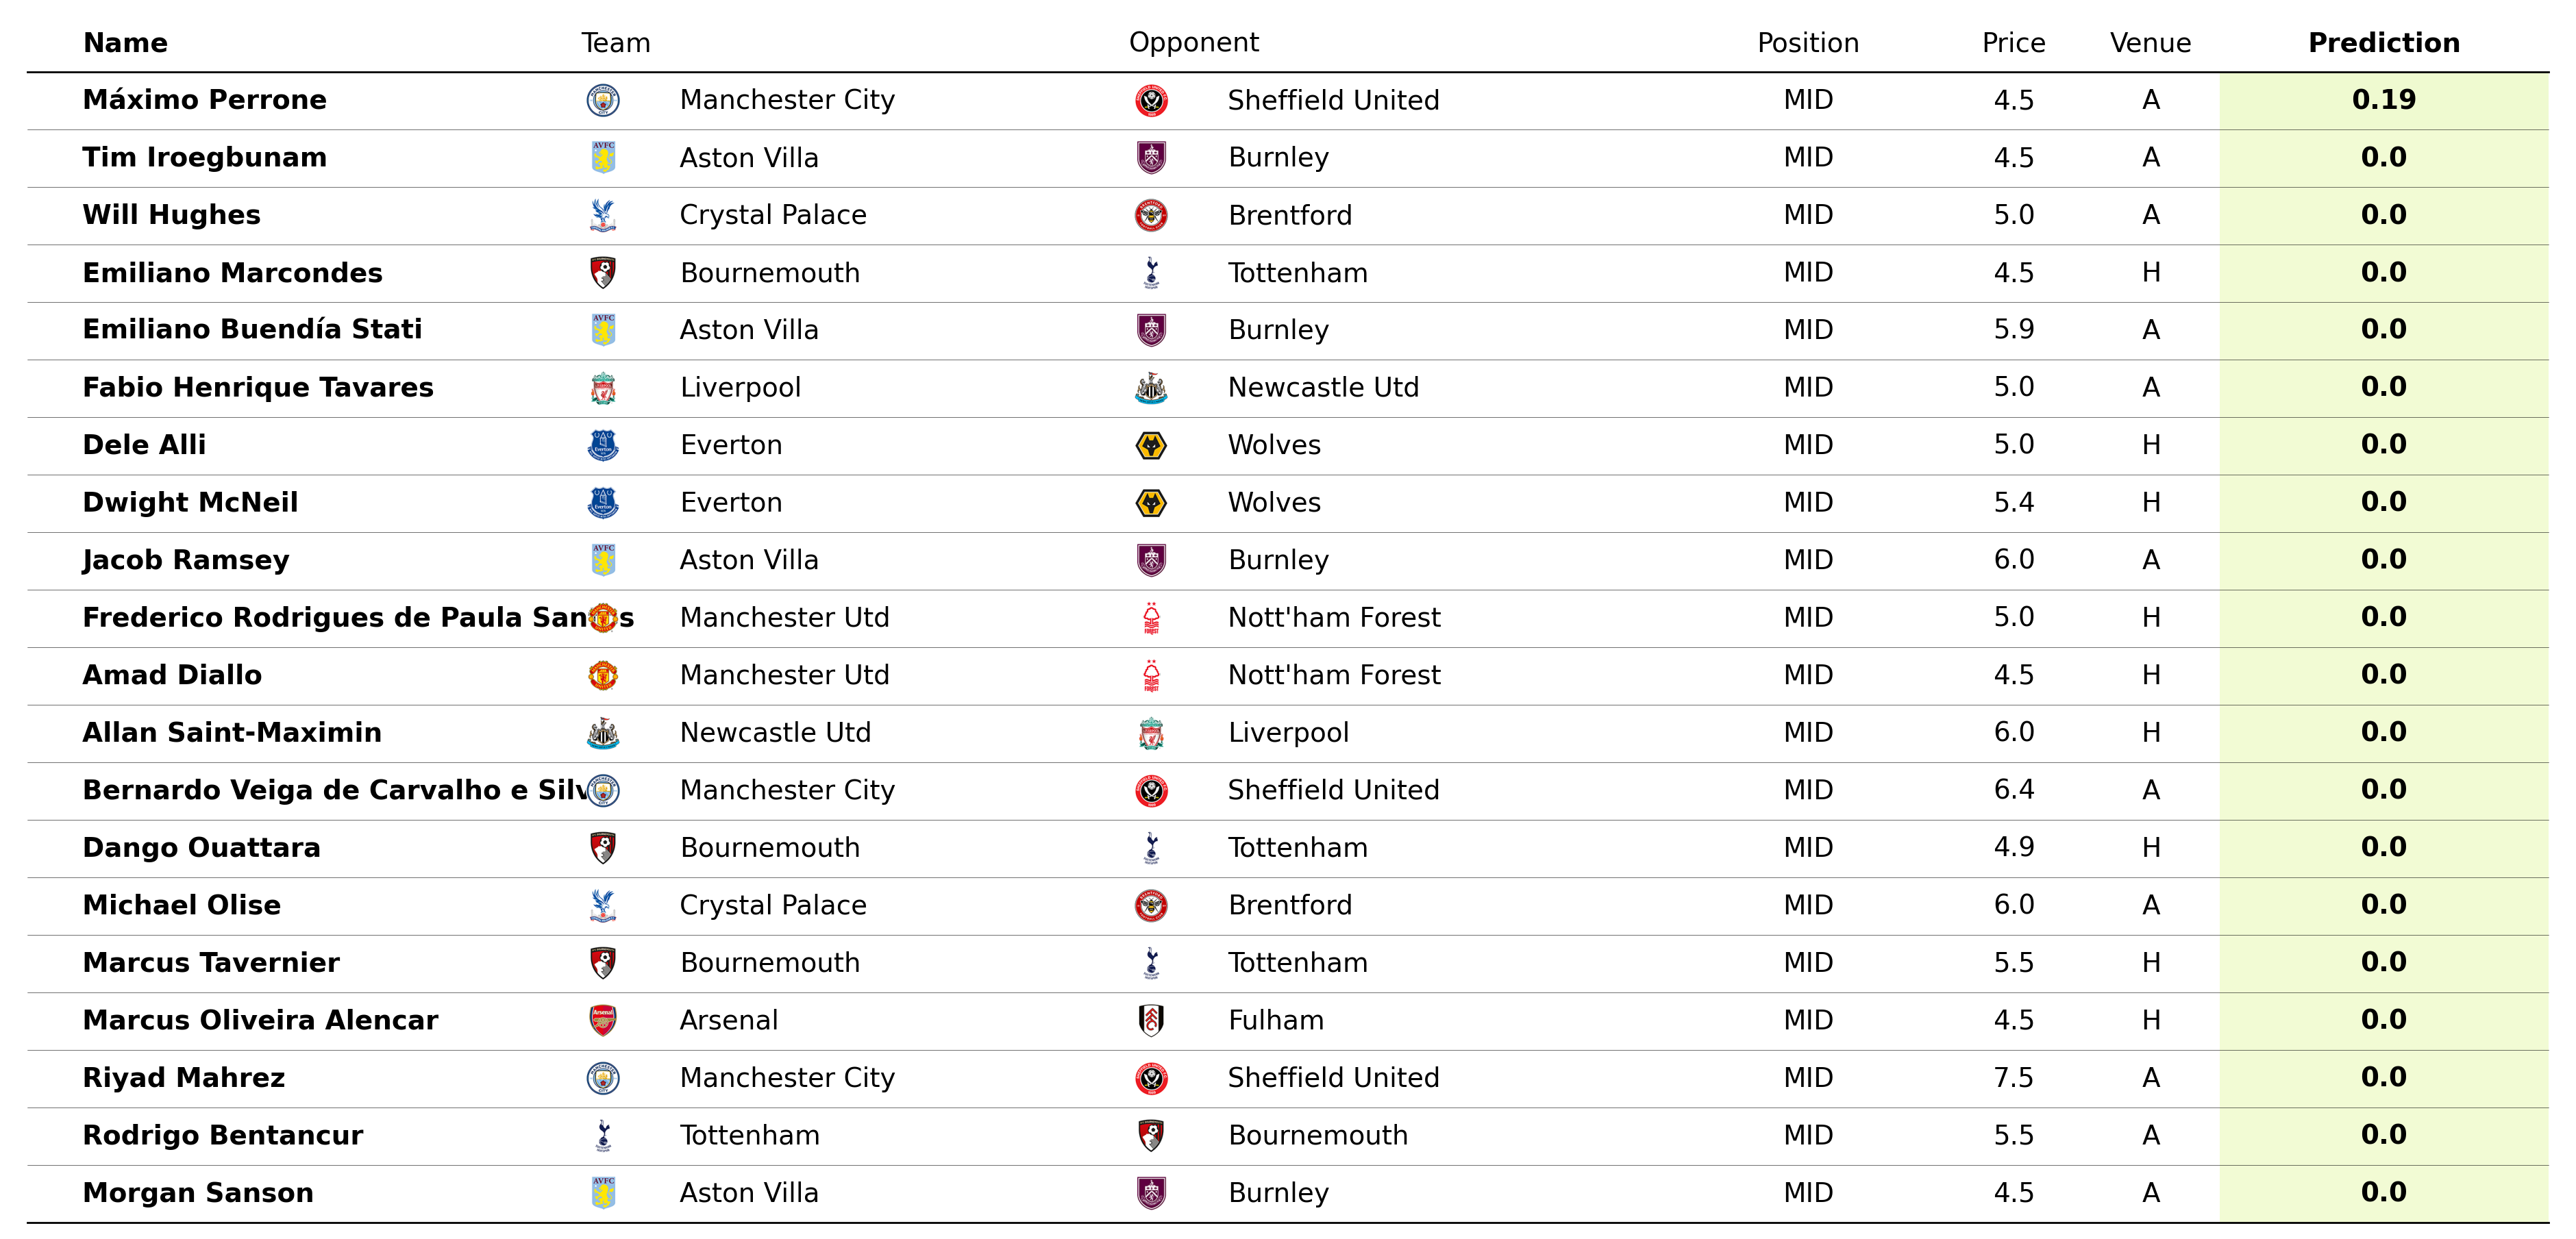 Name Team Opponent Position Price Venue Prediction
Máximo Perrone Manchester City Sheffield United MID 4.5 A 0.19
Tim Iroegbunam Aston Villa Burnley MID 4.5 A 0.0
Will Hughes Crystal Palace Brentford MID 5.0 A 0.0
Emiliano Marcondes Bournemouth Tottenham MID 4.5 H 0.0
Emiliano Buendía Stati Aston Villa Burnley MID 5.9 A 0.0
Fabio Henrique Tavares Liverpool Newcastle Utd MID 5.0 A 0.0
Dele Alli Everton Wolves MID 5.0 H 0.0
Dwight McNeil Everton Wolves MID 5.4 H 0.0
Jacob Ramsey Aston Villa Burnley MID 6.0 A 0.0
Frederico Rodrigues de Paula Manchester Utd Nott'ham Forest MID 5.0 H 0.0
Amad Diallo Manchester Utd Nott'ham Forest MID 4.5 H 0.0
Allan Saint-Maximin Newcastle Utd Liverpool MID 6.0 H 0.0
Bernardo Veiga de Carvalho e Manchester City Sheffield United MID 6.4 A 0.0
Dango Ouattara Bournemouth Tottenham MID 4.9 H 0.0
Michael Olise Crystal Palace Brentford MID 6.0 A 0.0
Marcus Tavernier Bournemouth Tottenham MID 5.5 H 0.0
Marcus Oliveira Alencar Arsenal Fulham MID 4.5 H 0.0
Riyad Mahrez Manchester City Sheffield United MID 7.5 A 0.0
Rodrigo Bentancur Tottenham Bournemouth MID 5.5 A 0.0
Morgan Sanson Aston Villa Burnley MID 4.5 A 0.0